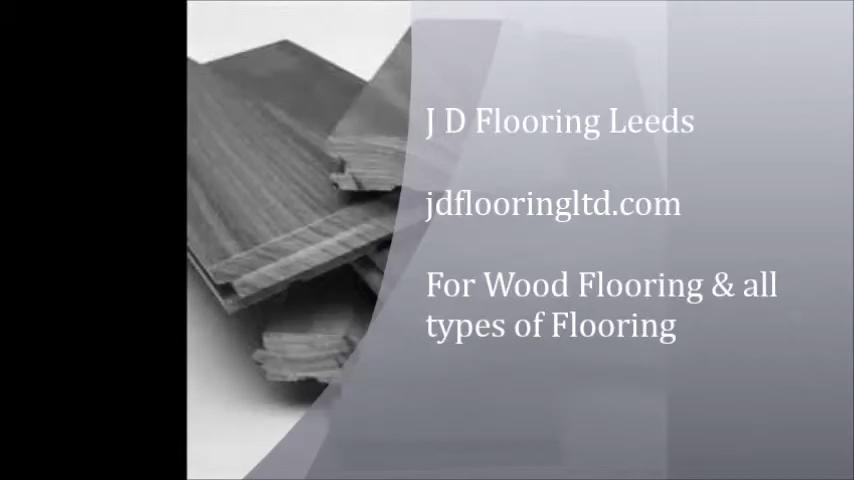 J D Flooring Leeds
jdflooringltd.com
For Wood Flooring & all
types of Flooring